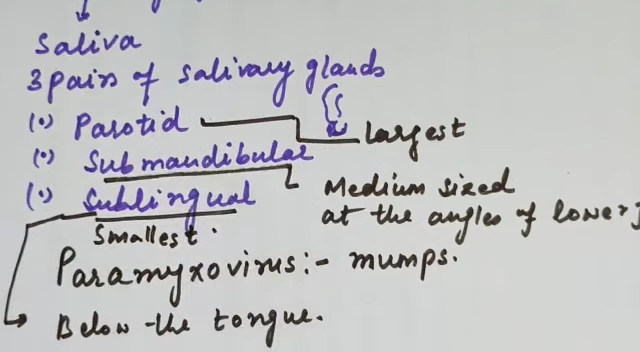 Saliva
3 pairs of salivary glands
(•) Parotid largest
(•) Submandibular
(•) Sublingual Medium sized
at the angles of lower
Smallest.
Paramyxovirus:- mumps.
Below the tongue.